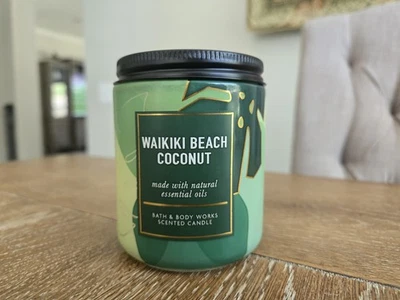 WAIKIKI BEACH
COCONUT
made with natural
essential oils
BATH & BODY WORKS
SCENTED CANDLE